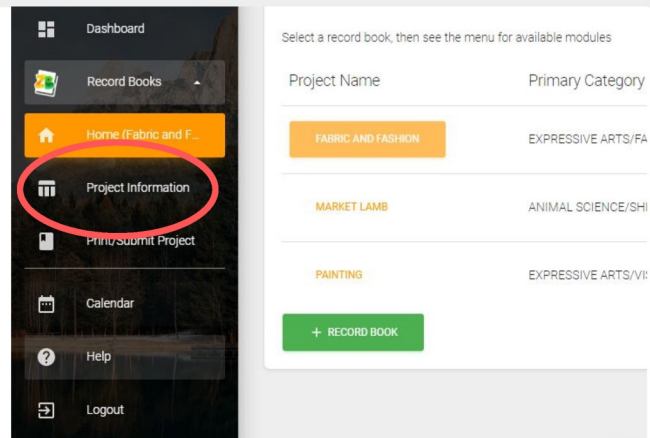 Dashboard
Record Books
Home (Fabric and F...
Project Information
Print/Submit Project
Calendar
Help
Logout
Select a record book, then see the menu for available modules
Project Name Primary Category
FABRIC AND FASHION EXPRESSIVE ARTS/FA
MARKET LAMB ANIMAL SCIENCE/SHE
PAINTING EXPRESSIVE ARTS/VI
+ RECORD BOOK